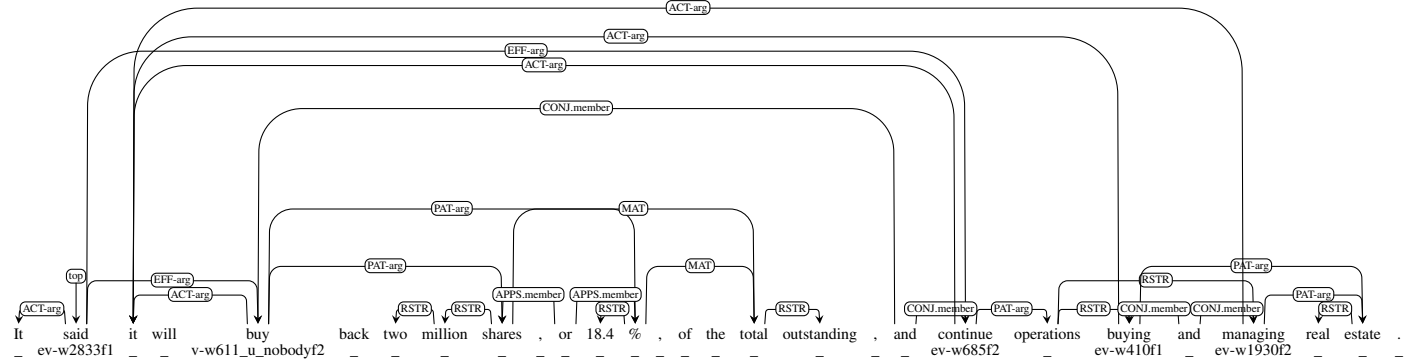 ACT-arg
ACT-arg
EFF-arg
ACT-arg
CONJ.member
PAT-arg MAT
top EFF-arg PAT-arg MAT RSTR PAT-arg
ACT-arg ACT-arg RSTR RSTR APPS.member APPS.member RSTR RSTR CONJ.member PAT-arg RSTR CONJ.member CONJ.member PAT-arg RSTR
It said it will buy back two million shares , or 18.4 % , of the total outstanding , and continue operations buying and managing real estate .
_ ev-w2833f1 _ _ v-w611_u_nobodyf2 _ _ _ _ _ _ _ _ _ _ _ _ _ _ _ ev-w685f2 _ ev-w410f1 _ ev-w1930f2 _ _ _